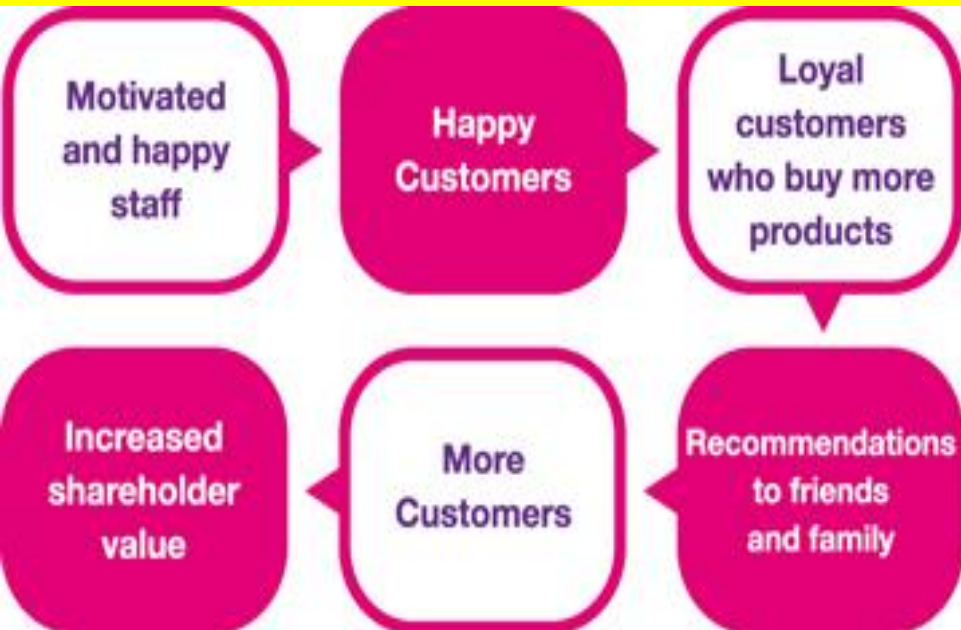 Motivated
and happy
staff
Happy
Customers
Loyal
customers
who buy more
products
Recommendations
to friends
and family
More
Customers
Increased
shareholder
value